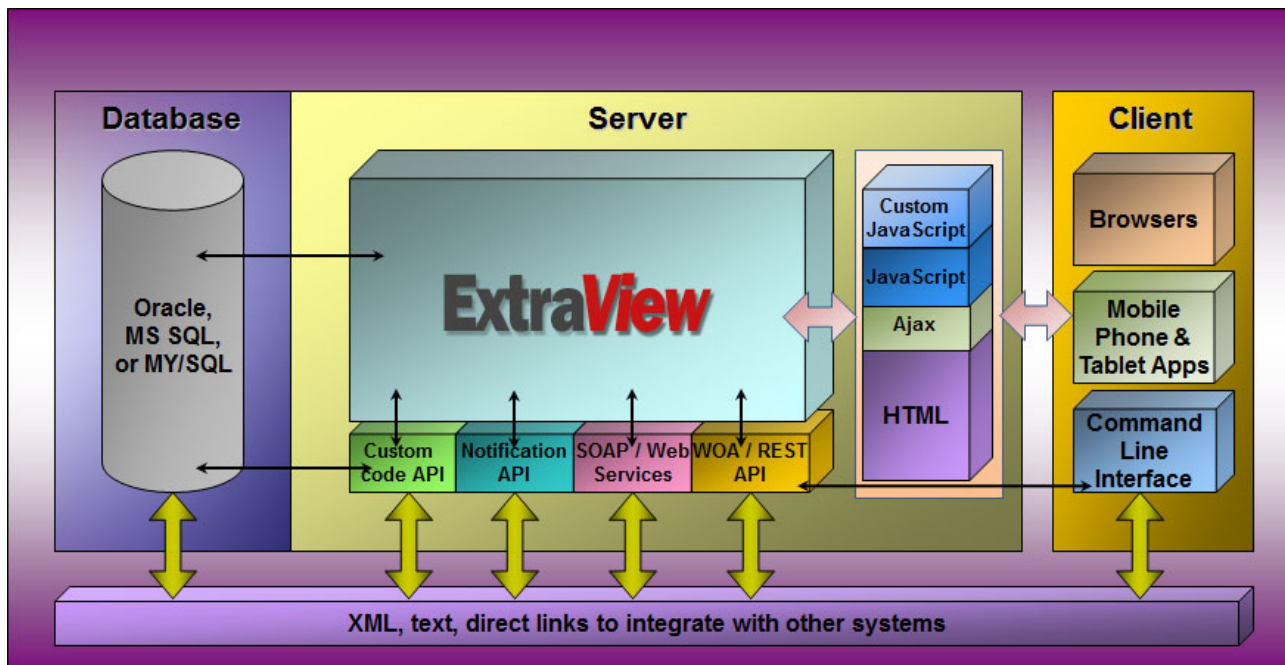 Database
Server
Client
Oracle,
MS SQL,
or MY/SQL
ExtraView
Custom
JavaScript
JavaScript
Ajax
HTML
Browsers
Mobile
Phone &
Tablet Apps
Command
Line
Interface
Custom
code API
Notification
API
SOAP / Web
Services
WOA / REST
API
XML, text, direct links to integrate with other systems